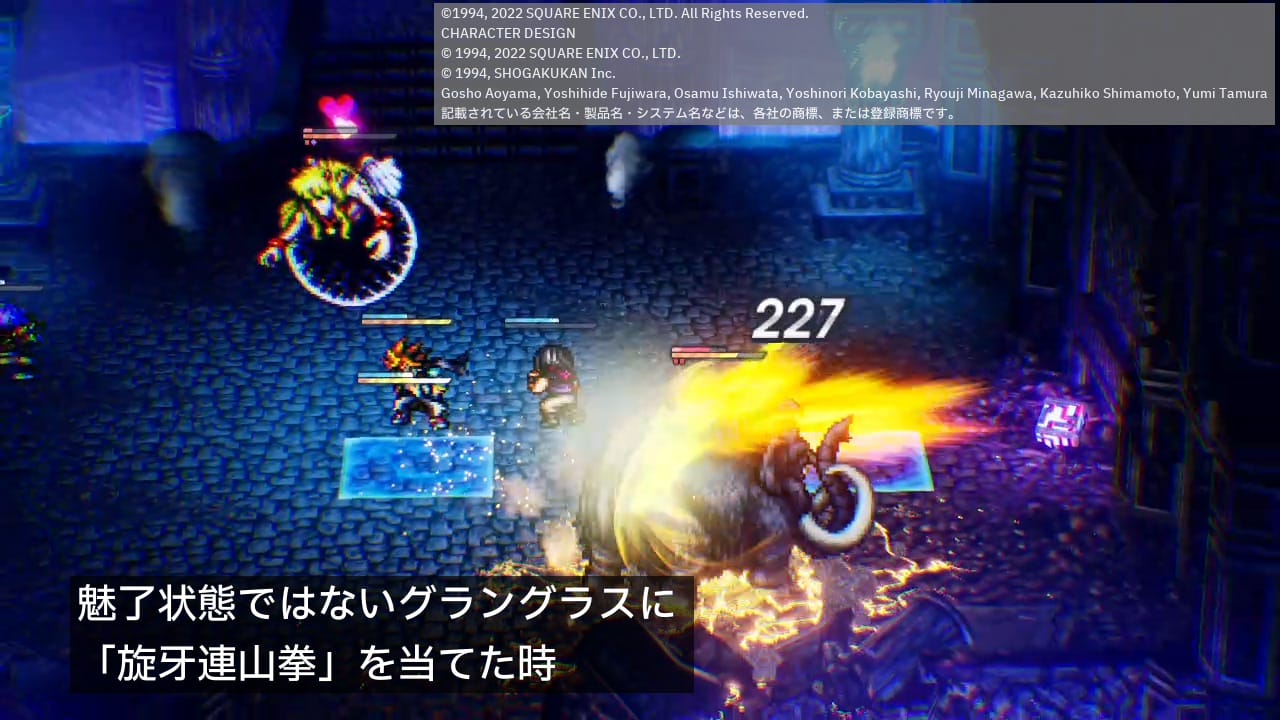 ©1994, 2022 SQUARE ENIX CO., LTD. All Rights Reserved.
CHARACTER DESIGN
© 1994, 2022 SQUARE ENIX CO., LTD.
© 1994, SHOGAKUKAN Inc.
Gosho Aoyama, Yoshihide Fujiwara, Osamu Ishiwata, Yoshinori Kobayashi, Ryouji Minagawa, Kazuhiko Shimamoto, Yumi Tamura
記載されている会社名・製品名・システム名などは、各社の商標、または登録商標です。
227
魅了状態ではないグラングラスに
「旋牙連山拳」を当てた時